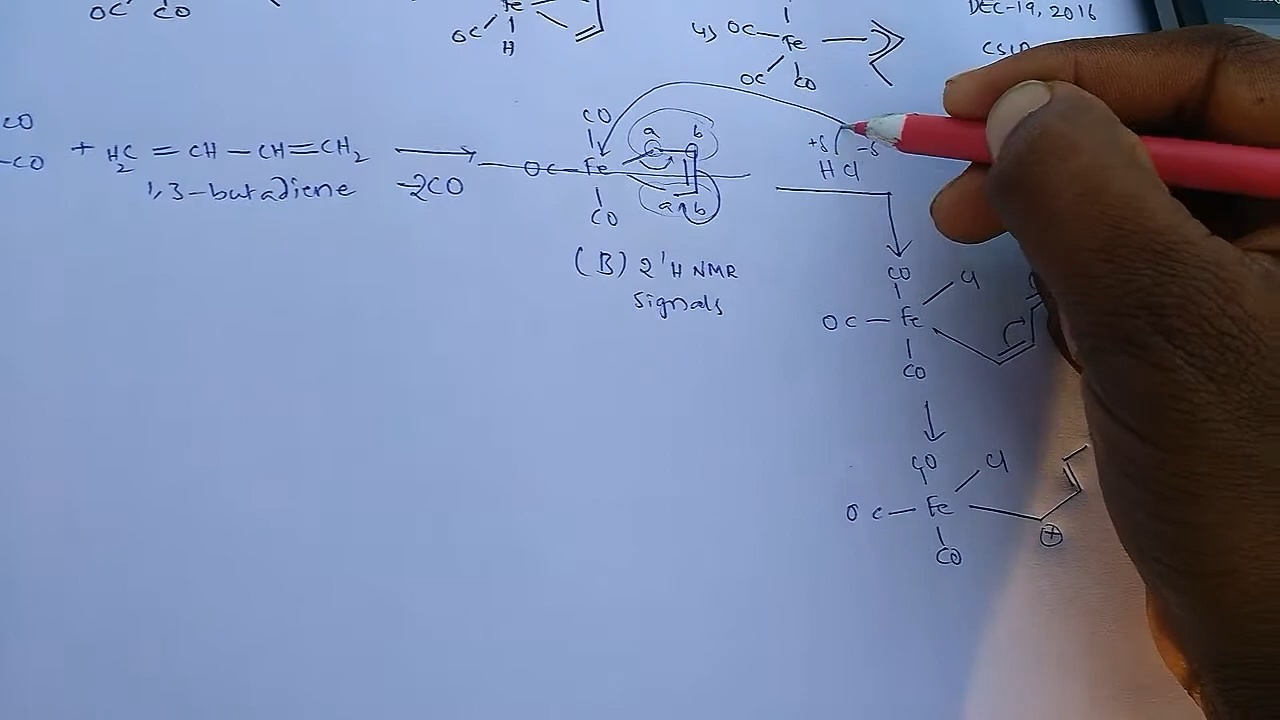 OC CO
OC Fe H
4) OC Fe OC CO
DEC-19, 2016
CO
-CO + H2C = CH - CH = CH2
1,3-butadiene
-2CO
CO
OC - Fe a b
CO a b
(B) 2 1H NMR
signals
+δ -δ
H Cl
CO Cl
OC - Fe
CO
CO Cl
OC - Fe
CO +